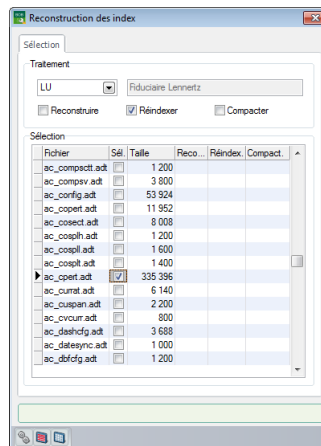 Reconstruction des index
Sélection
Traitement
LU Fiduciaire Lennertz
Reconstruire Réindexer Compacter
Sélection
Fichier Sél. Taille Reco... Réindex. Compact.
ac_compsctt.adt 1 200
ac_compsv.adt 3 800
ac_config.adt 53 924
ac_copert.adt 11 952
ac_cosect.adt 8 008
ac_cosplh.adt 1 200
ac_cospll.adt 1 600
ac_cosplt.adt 1 400
ac_cpert.adt 335 396
ac_currat.adt 6 140
ac_cuspan.adt 2 200
ac_cvcurr.adt 800
ac_dashcfg.adt 3 688
ac_datesync.adt 1 000
ac_dbfcfg.adt 1 200